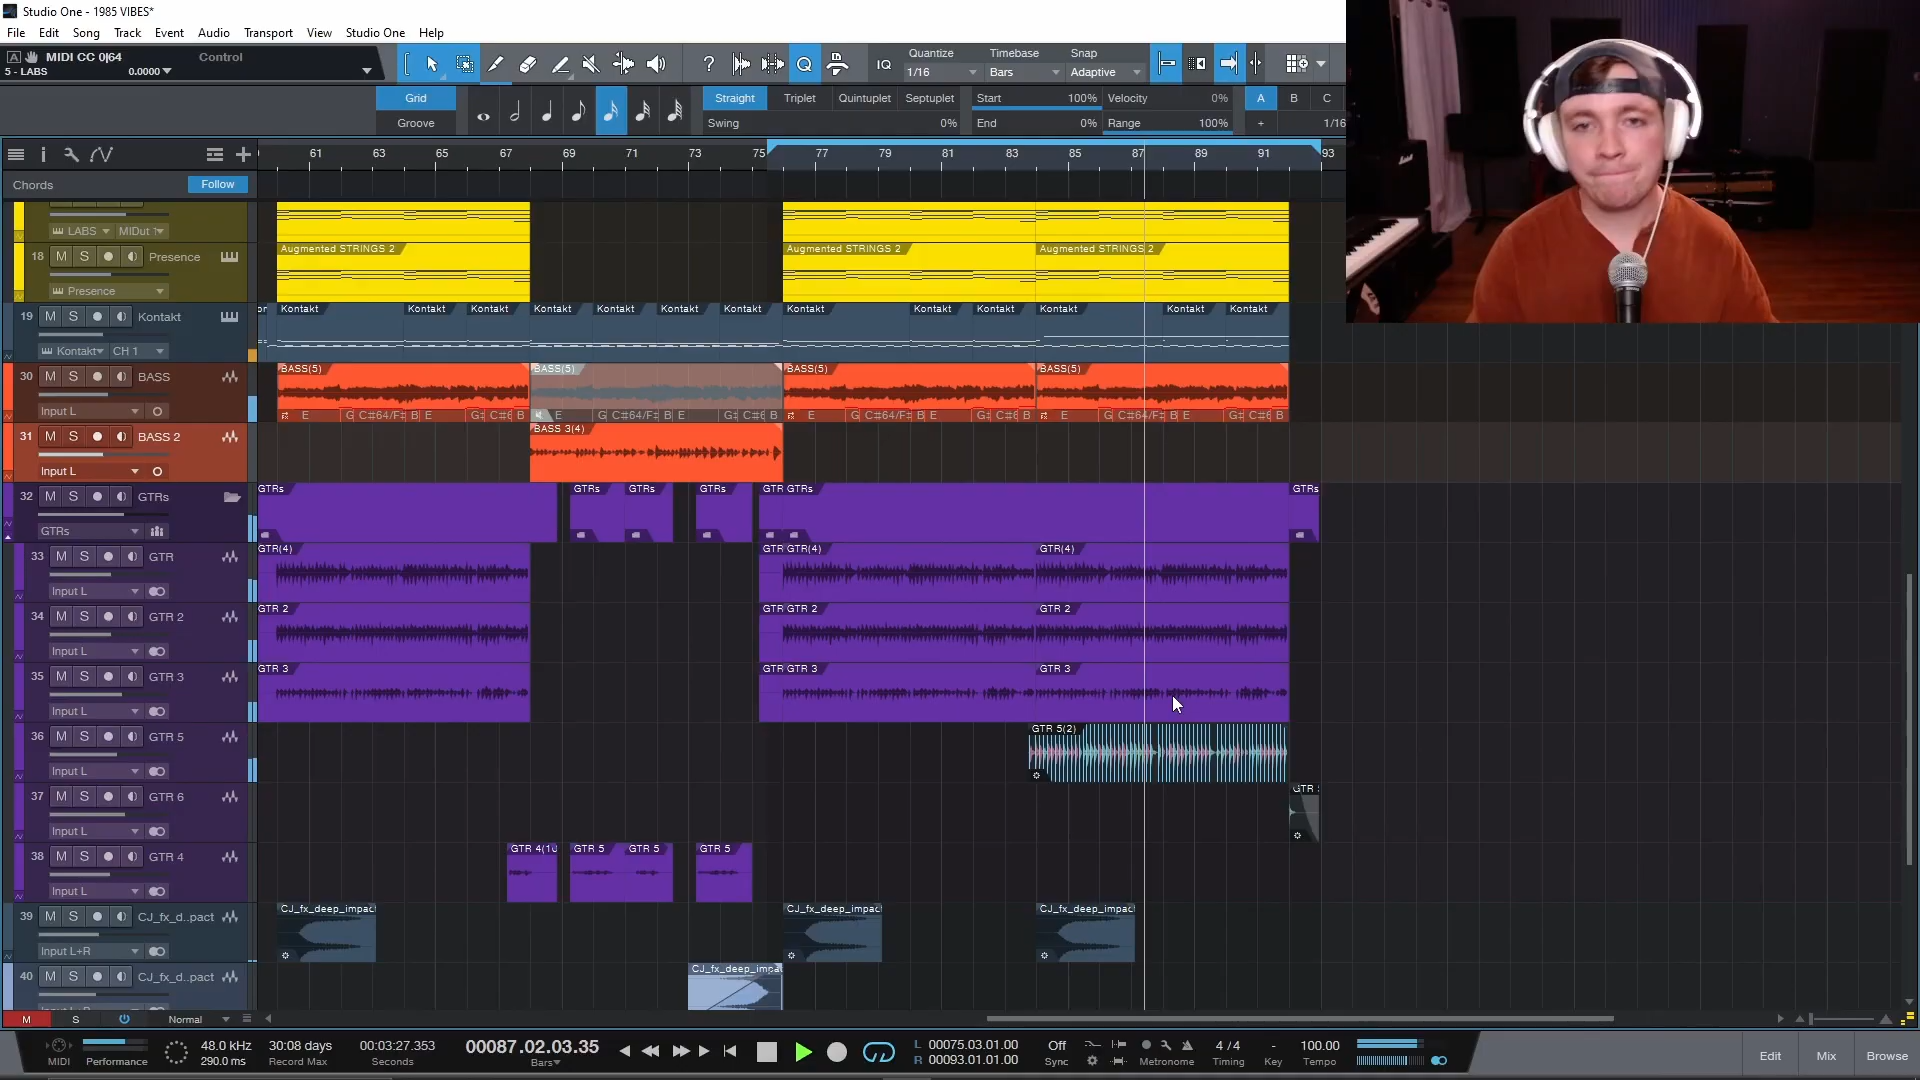 Studio One - 1985 VIBES*
File Edit Song Track Event Audio Transport View Studio One Help
A MIDI CC 0|64 Control
5 - LABS 0.0000
IQ Quantize Timebase Snap
1/16 Bars Adaptive
Grid Straight Triplet Quintuplet Septuplet Start 100% Velocity 0% A B C
Groove Swing 0% End 0% Range 100% + 1/16
61 63 65 67 69 71 73 75 77 79 81 83 85 87 89 91 93
Chords Follow
LABS
18 M S Presence Augmented STRINGS 2 Augmented STRINGS 2 Augmented STRINGS 2
Presence
19 M S Kontakt Kontakt Kontakt Kontakt Kontakt Kontakt Kontakt Kontakt Kontakt Kontakt Kontakt Kontakt Kontakt Kontakt
Kontakt CH 1
30 M S BASS BASS(5) BASS(5) BASS(5) BASS(5)
Input L
31 M S BASS 2 BASS 3(4)
Input L
32 M S GTRs GTRs GTRs GTRs GTRs GTR GTRs GTRs
GTRs
33 M S GTR GTR(4) GTR GTR(4) GTR(4)
Input L
34 M S GTR 2 GTR 2 GTR GTR 2 GTR 2
Input L
35 M S GTR 3 GTR 3 GTR GTR 3 GTR 3
Input L
36 M S GTR 5 GTR 5(2)
Input L
37 M S GTR 6 GTR
Input L
38 M S GTR 4 GTR 5 GTR 5 GTR 5
Input L
39 M S CJ_fx_d..pact CJ_fx_deep_impact CJ_fx_deep_impact CJ_fx_deep_impact
Input L+R
40 M S CJ_fx_d..pact CJ_fx_deep_impa
M S Normal
MIDI Performance 48.0 kHz 30:08 days 00:03:27.353 00087.02.03.35 L 00075.03.01.00 Off 4 / 4 - 100.00
290.0 ms Record Max Seconds Bars R 00093.01.01.00 Sync Metronome Timing Key Tempo Edit Mix Browse